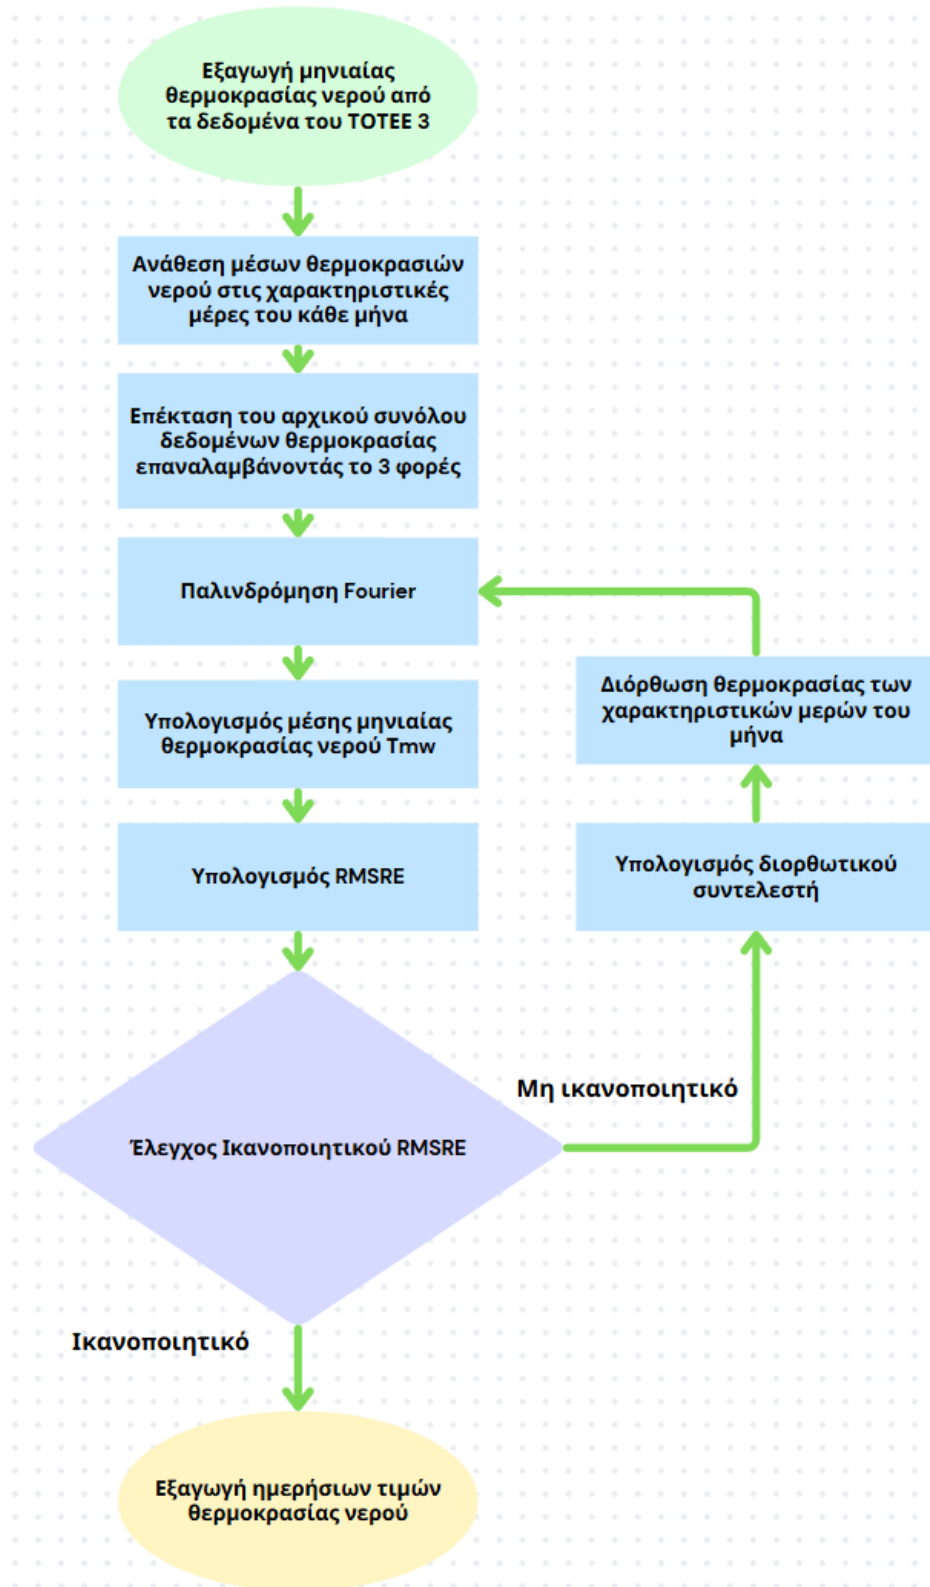 Εξαγωγή μηνιαίας
θερμοκρασίας νερού από
τα δεδομένα του ΤΟΤΕΕ 3
Ανάθεση μέσων θερμοκρασιών
νερού στις χαρακτηριστικές
μέρες του κάθε μήνα
Επέκταση του αρχικού συνόλου
δεδομένων θερμοκρασίας
επαναλαμβάνοντάς το 3 φορές
Παλινδρόμηση Fourier
Υπολογισμός μέσης μηνιαίας
θερμοκρασίας νερού Tmw
Υπολογισμός RMSRE
Διόρθωση θερμοκρασίας των
χαρακτηριστικών μερών του
μήνα
Υπολογισμός διορθωτικού
συντελεστή
Μη ικανοποιητικό
Έλεγχος Ικανοποιητικού RMSRE
Ικανοποιητικό
Εξαγωγή ημερήσιων τιμών
θερμοκρασίας νερού